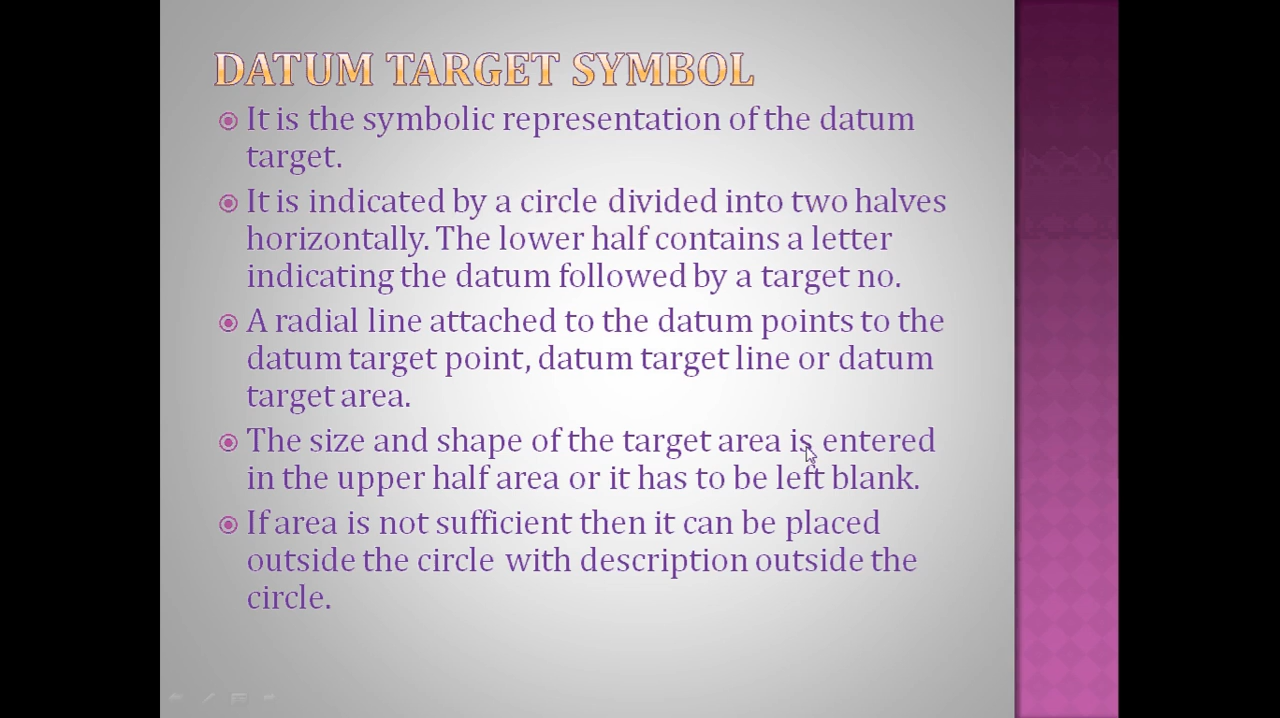 DATUM TARGET SYMBOL
It is the symbolic representation of the datum
target.
It is indicated by a circle divided into two halves
horizontally. The lower half contains a letter
indicating the datum followed by a target no.
A radial line attached to the datum points to the
datum target point, datum target line or datum
target area.
The size and shape of the target area is entered
in the upper half area or it has to be left blank.
If area is not sufficient then it can be placed
outside the circle with description outside the
circle.